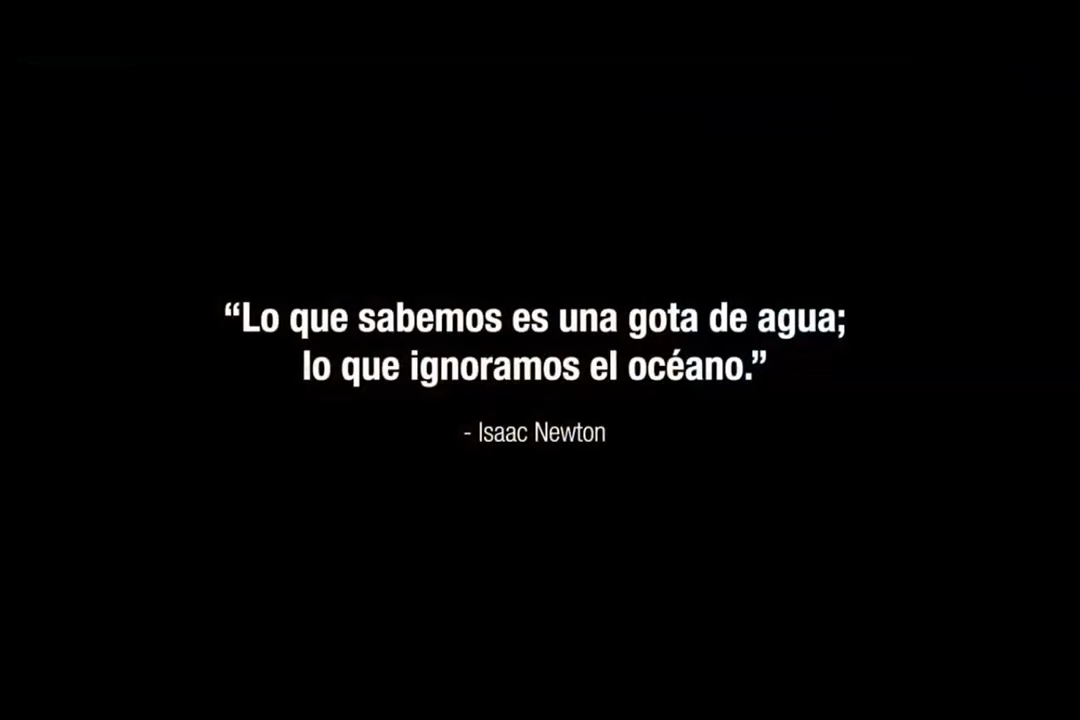 “Lo que sabemos es una gota de agua;
lo que ignoramos el océano.”
- Isaac Newton